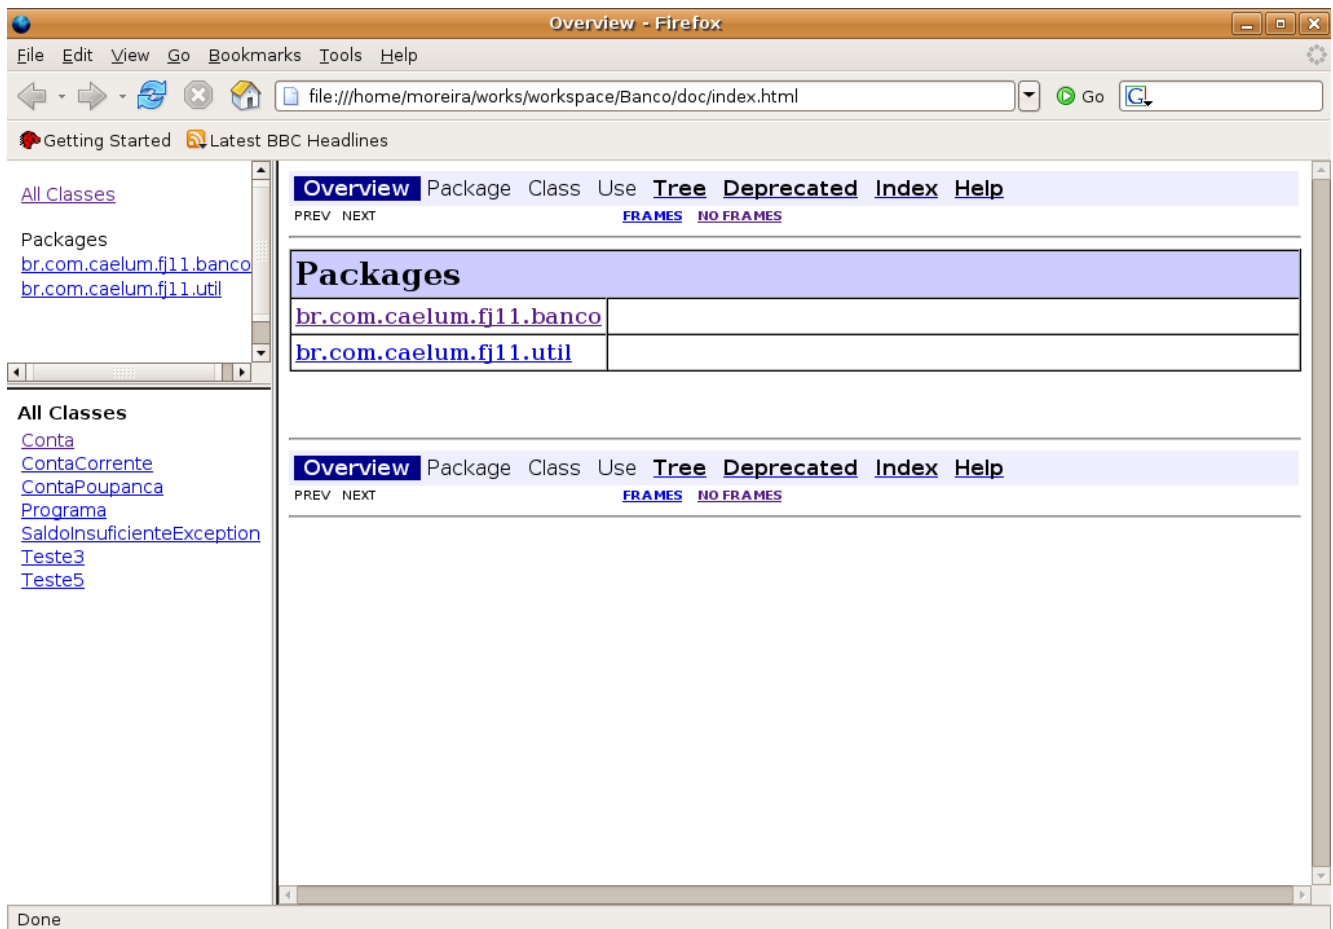 Overview - Firefox
File Edit View Go Bookmarks Tools Help
file:///home/moreira/works/workspace/Banco/doc/index.html Go G
Getting Started Latest BBC Headlines
All Classes
Packages
br.com.caelum.fj11.banco
br.com.caelum.fj11.util
All Classes
Conta
ContaCorrente
ContaPoupanca
Programa
SaldoInsuficienteException
Teste3
Teste5
Overview Package Class Use Tree Deprecated Index Help
PREV NEXT FRAMES NO FRAMES
Packages
br.com.caelum.fj11.banco
br.com.caelum.fj11.util
Overview Package Class Use Tree Deprecated Index Help
PREV NEXT FRAMES NO FRAMES
Done